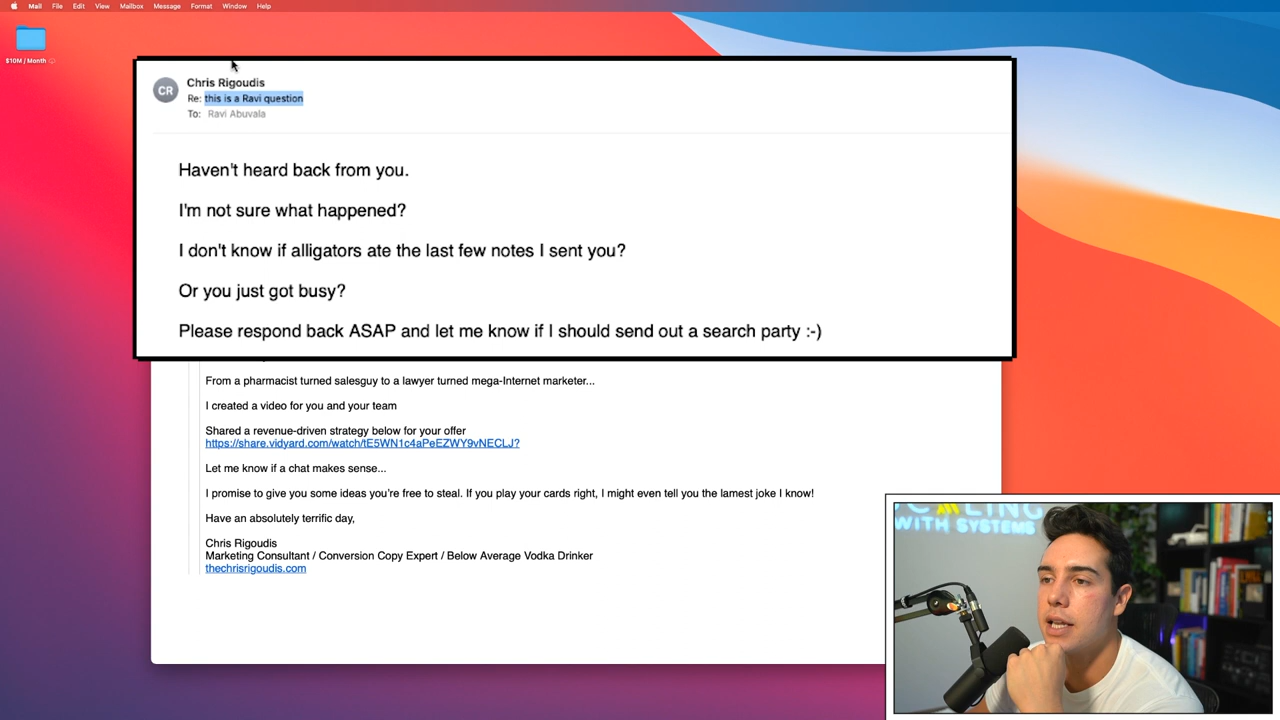 Mail File Edit View Mailbox Message Format Window Help
$10M / Month
CR
Chris Rigoudis
Re: this is a Ravi question
To: Ravi Abuvala
Haven't heard back from you.
I'm not sure what happened?
I don't know if alligators ate the last few notes I sent you?
Or you just got busy?
Please respond back ASAP and let me know if I should send out a search party :-)
From a pharmacist turned salesguy to a lawyer turned mega-Internet marketer...
I created a video for you and your team
Shared a revenue-driven strategy below for your offer
https://share.vidyard.com/watch/tE5WN1c4aPeEZWY9vNECLJ?
Let me know if a chat makes sense...
I promise to give you some ideas you're free to steal. If you play your cards right, I might even tell you the lamest joke I know!
Have an absolutely terrific day,
Chris Rigoudis
Marketing Consultant / Conversion Copy Expert / Below Average Vodka Drinker
thechrisrigoudis.com
WITH SYSTEMS